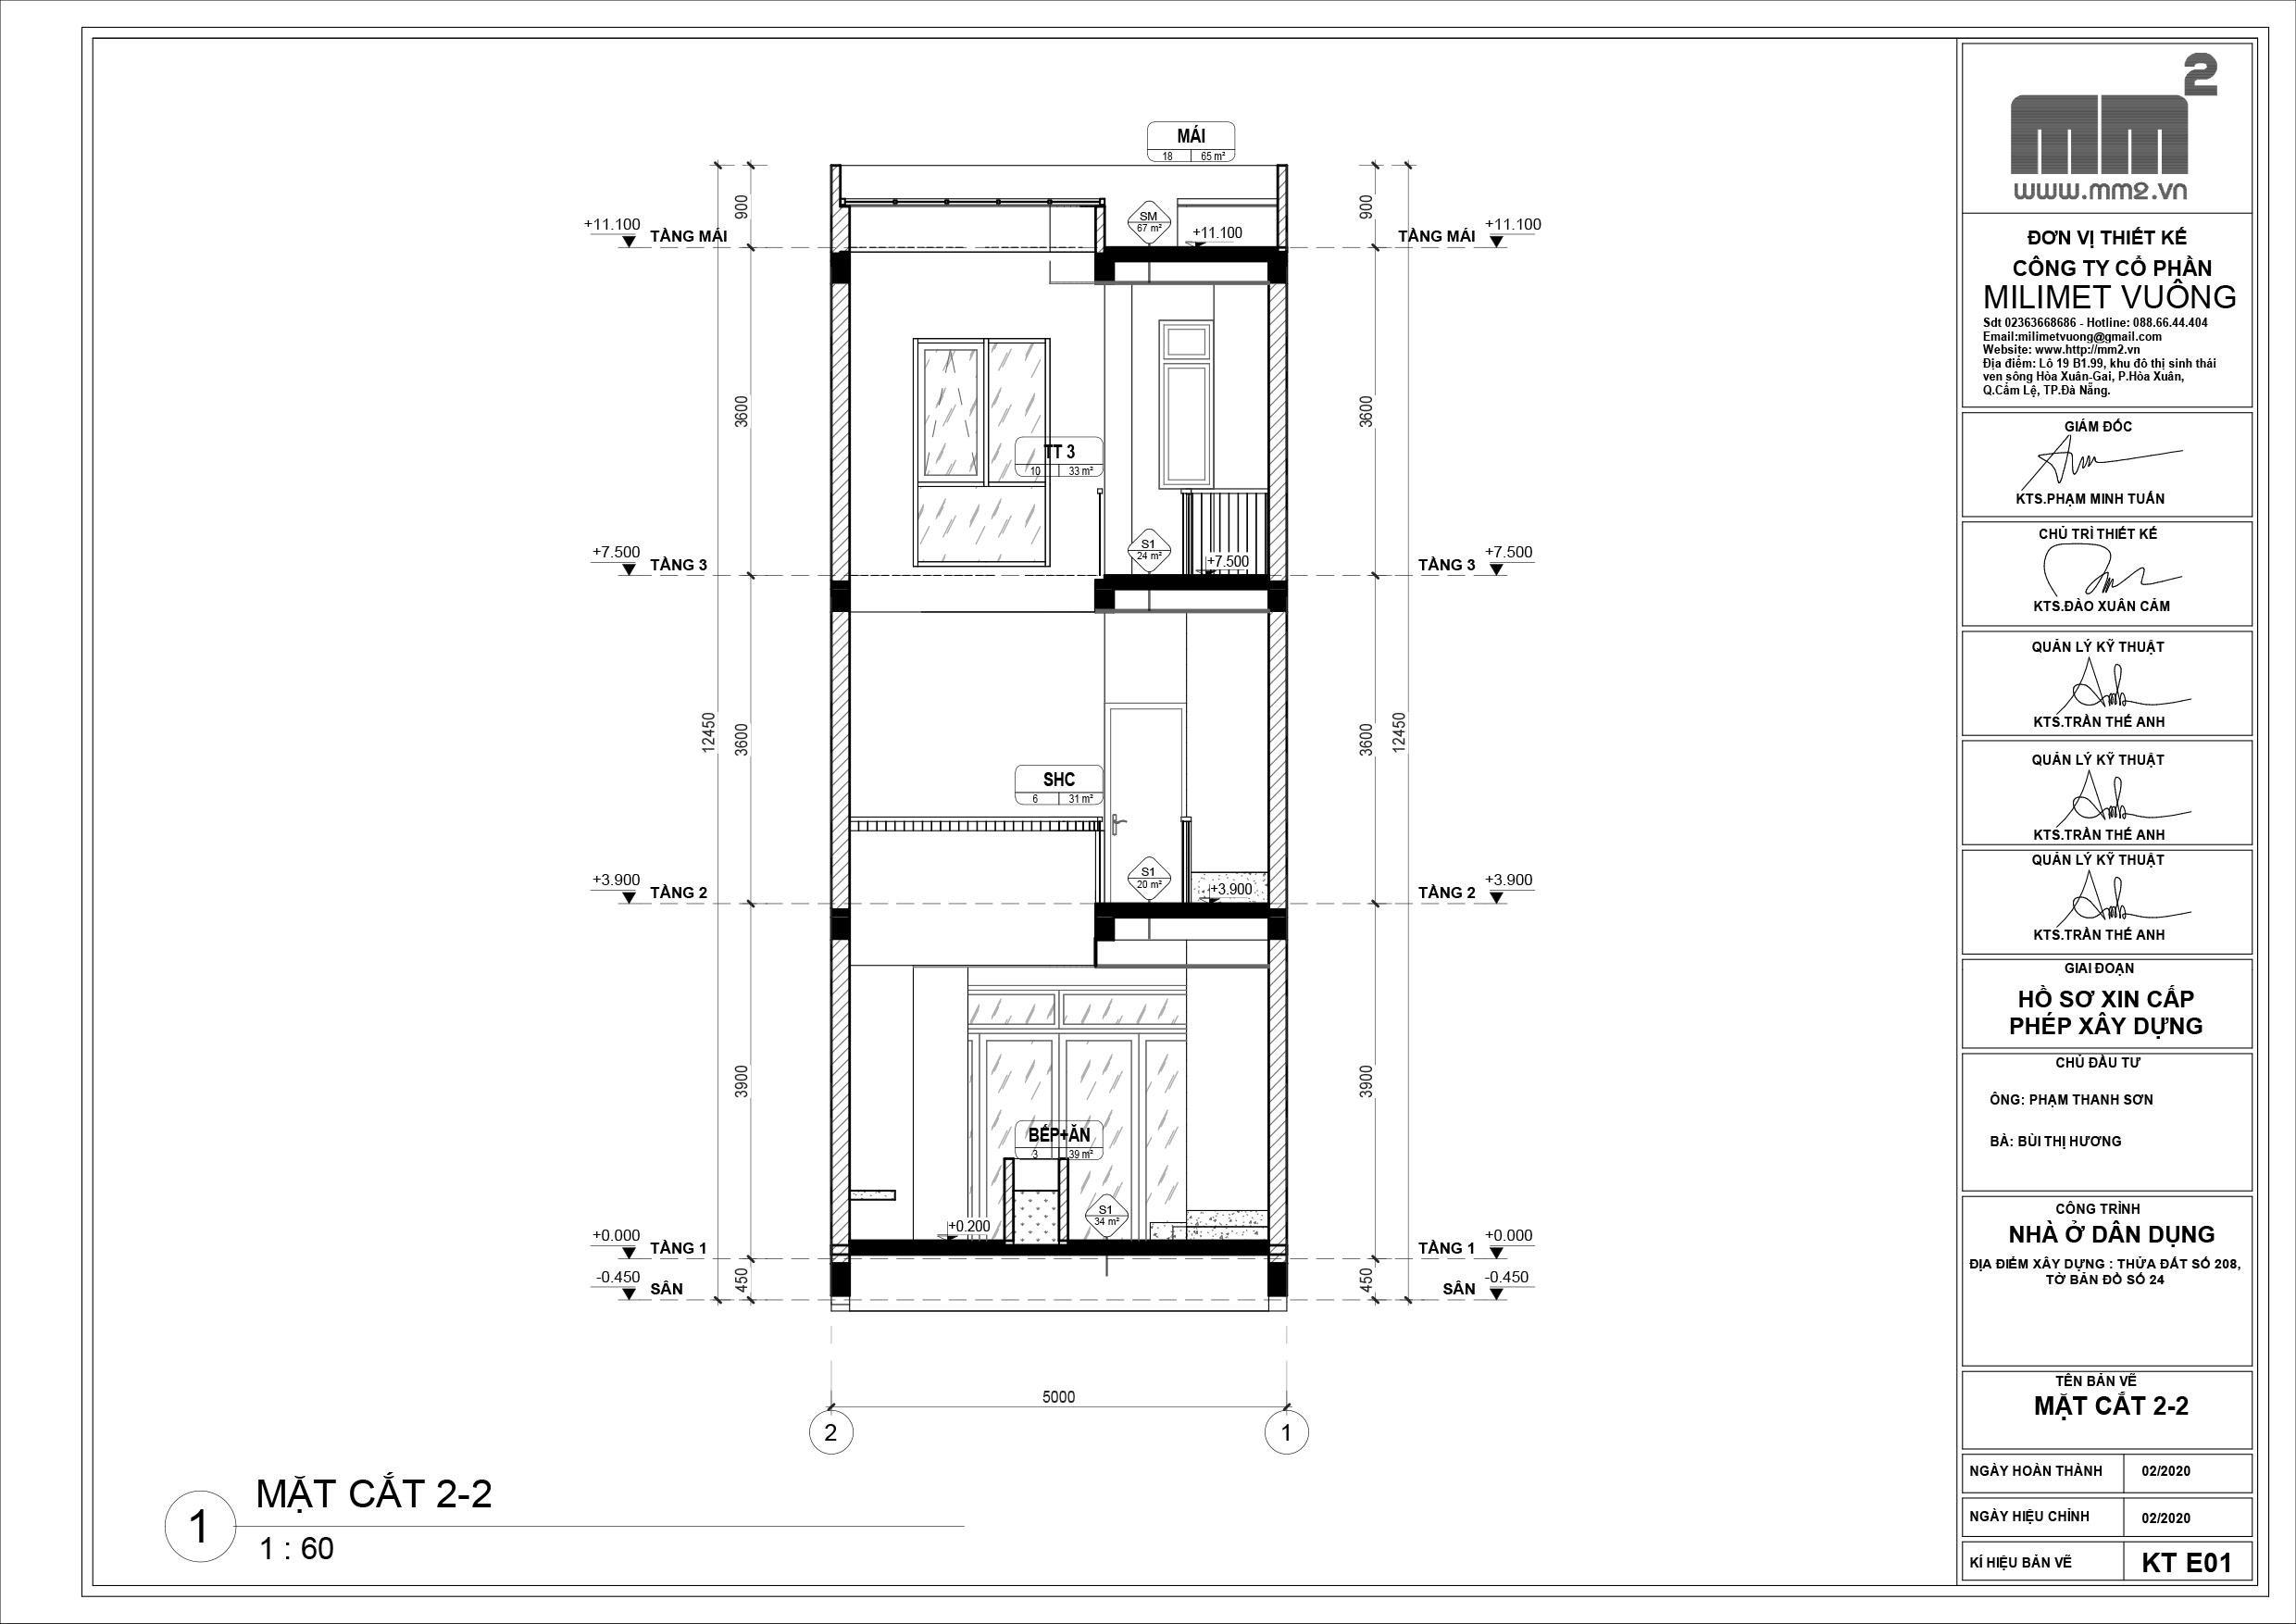 MÁI
18 65 m²
900
900
+11.100 TẦNG MÁI
SM
67 m²
+11.100
TẦNG MÁI +11.100
3600
3600
TT 3
10 33 m²
+7.500 TẦNG 3
S1
24 m²
+7.500
TẦNG 3 +7.500
12450
3600
3600
12450
SHC
6 31 m²
+3.900 TẦNG 2
S1
20 m²
+3.900
TẦNG 2 +3.900
3900
3900
BẾP+ĂN
3 39 m²
+0.200
S1
34 m²
+0.000 TẦNG 1
TẦNG 1 +0.000
-0.450 SÂN
450
450
SÂN -0.450
5000
2
1
1
MẶT CẮT 2-2
1 : 60
mm2
www.mm2.vn
ĐƠN VỊ THIẾT KẾ
CÔNG TY CỔ PHẦN
MILIMET VUÔNG
Sdt 02363668686 - Hotline: 088.66.44.404
Email:milimetvuong@gmail.com
Website: www.http://mm2.vn
Địa điểm: Lô 19 B1.99, khu đô thị sinh thái
ven sông Hòa Xuân-Gai, P.Hòa Xuân,
Q.Cẩm Lệ, TP.Đà Nẵng.
GIÁM ĐỐC
KTS.PHẠM MINH TUẤN
CHỦ TRÌ THIẾT KẾ
KTS.ĐÀO XUÂN CẢM
QUẢN LÝ KỸ THUẬT
KTS.TRẦN THẾ ANH
QUẢN LÝ KỸ THUẬT
KTS.TRẦN THẾ ANH
QUẢN LÝ KỸ THUẬT
KTS.TRẦN THẾ ANH
GIAI ĐOẠN
HỒ SƠ XIN CẤP
PHÉP XÂY DỰNG
CHỦ ĐẦU TƯ
ÔNG: PHẠM THANH SƠN
BÀ: BÙI THỊ HƯƠNG
CÔNG TRÌNH
NHÀ Ở DÂN DỤNG
ĐỊA ĐIỂM XÂY DỰNG : THỬA ĐẤT SỐ 208,
TỜ BẢN ĐỒ SỐ 24
TÊN BẢN VẼ
MẶT CẮT 2-2
NGÀY HOÀN THÀNH 02/2020
NGÀY HIỆU CHỈNH 02/2020
KÍ HIỆU BẢN VẼ KT E01